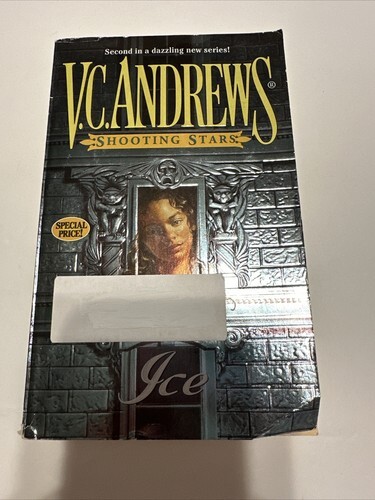 Second in a dazzling new series!
V.C. ANDREWS®
SHOOTING STARS
SPECIAL
PRICE!
Ice